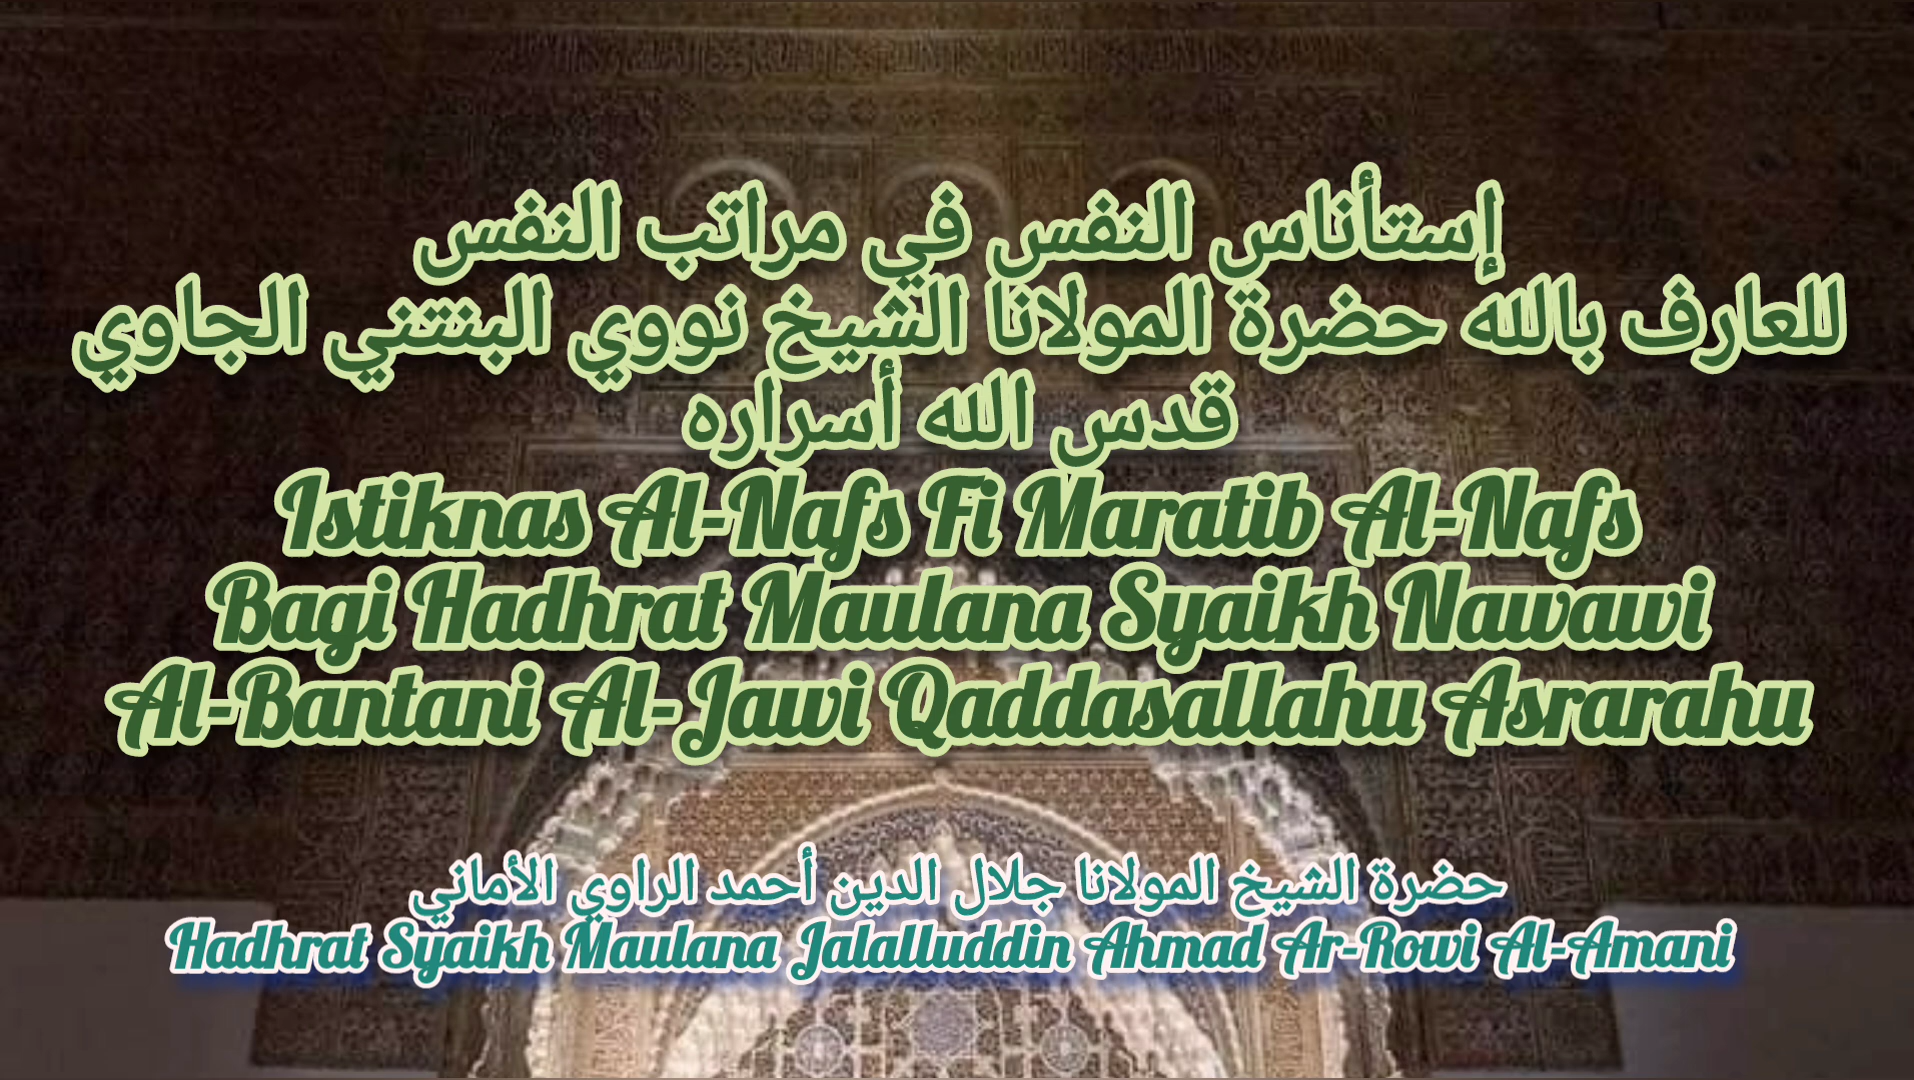 إستأناس النفس في مراتب النفس
للعارف بالله حضرة المولانا الشيخ نووي البنتني الجاوي
قدس الله أسراره
Istiknas Al-Nafs Fi Maratib Al-Nafs
Bagi Hadhrat Maulana Syaikh Nawawi
Al-Bantani Al-Jawi Qaddasallahu Asrarahu
حضرة الشيخ المولانا جلال الدين أحمد الراوي الأماني
Hadhrat Syaikh Maulana Jalalluddin Ahmad Ar-Rowi Al-Amani